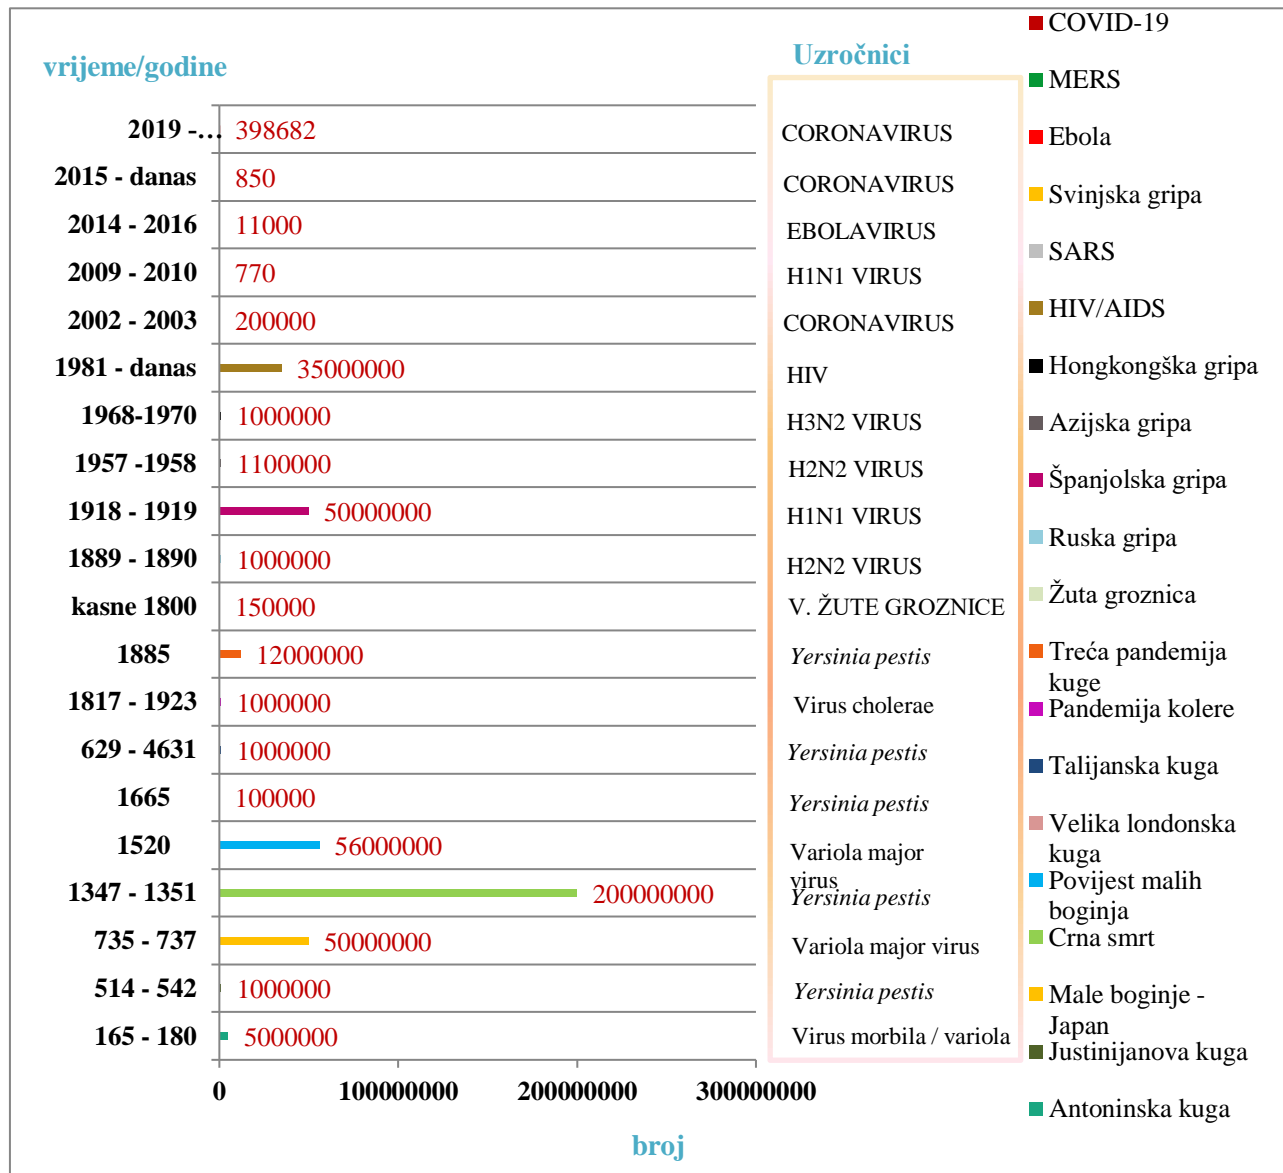 vrijeme/godine
Uzročnici
2019 -… 398682 CORONAVIRUS
2015 - danas 850 CORONAVIRUS
2014 - 2016 11000 EBOLAVIRUS
2009 - 2010 770 H1N1 VIRUS
2002 - 2003 200000 CORONAVIRUS
1981 - danas 35000000 HIV
1968-1970 1000000 H3N2 VIRUS
1957 -1958 1100000 H2N2 VIRUS
1918 - 1919 50000000 H1N1 VIRUS
1889 - 1890 1000000 H2N2 VIRUS
kasne 1800 150000 V. ŽUTE GROZNICE
1885 12000000 Yersinia pestis
1817 - 1923 1000000 Virus cholerae
629 - 4631 1000000 Yersinia pestis
1665 100000 Yersinia pestis
1520 56000000 Variola major
virus
1347 - 1351 200000000 Yersinia pestis
735 - 737 50000000 Variola major virus
514 - 542 1000000 Yersinia pestis
165 - 180 5000000 Virus morbila / variola
0 100000000 200000000 300000000
broj
COVID-19
MERS
Ebola
Svinjska gripa
SARS
HIV/AIDS
Hongkongška gripa
Azijska gripa
Španjolska gripa
Ruska gripa
Žuta groznica
Treća pandemija
kuge
Pandemija kolere
Talijanska kuga
Velika londonska
kuga
Povijest malih
boginja
Crna smrt
Male boginje -
Japan
Justinijanova kuga
Antoninska kuga